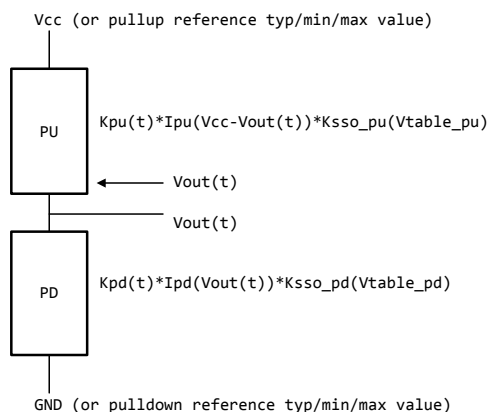 Vcc (or pullup reference typ/min/max value)
PU
Kpu(t)*Ipu(Vcc-Vout(t))*Ksso_pu(Vtable_pu)
Vout(t)
Vout(t)
PD
Kpd(t)*Ipd(Vout(t))*Ksso_pd(Vtable_pd)
GND (or pulldown reference typ/min/max value)